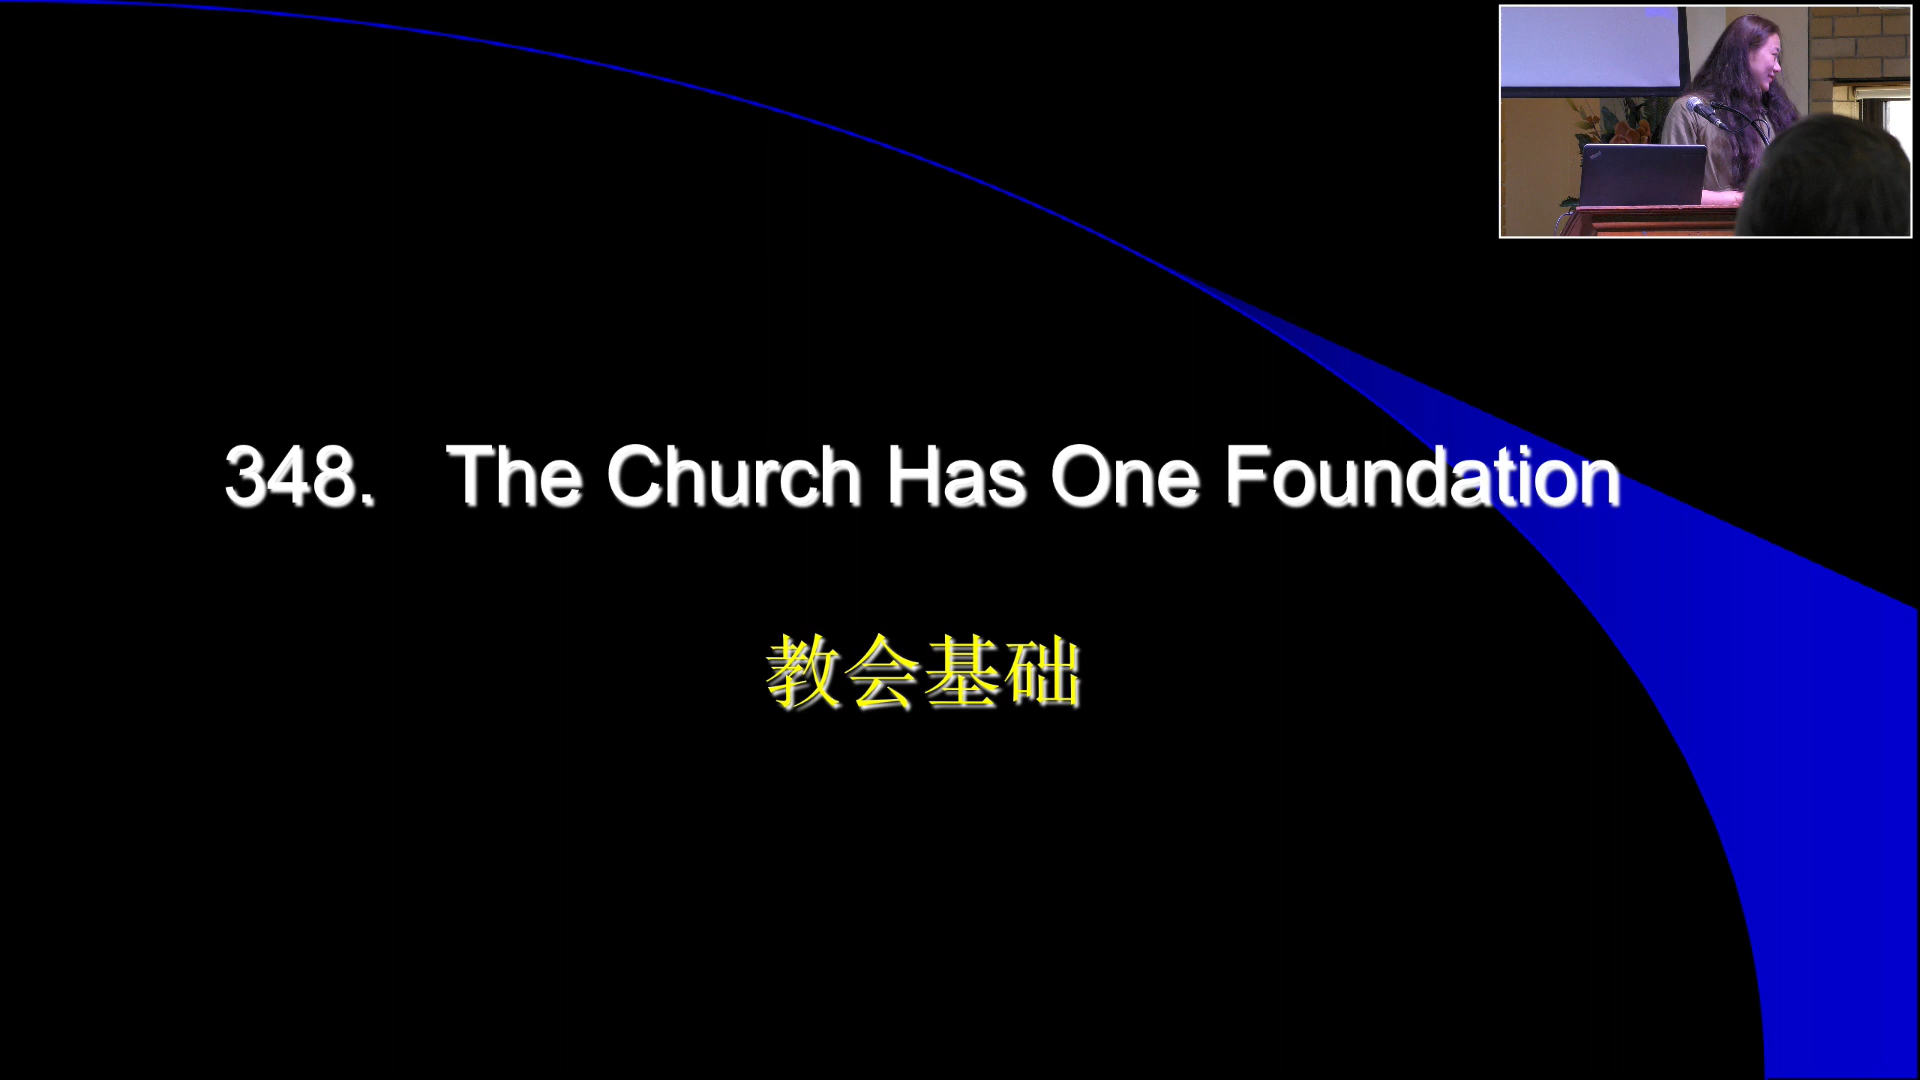 348. The Church Has One Foundation
教会基础